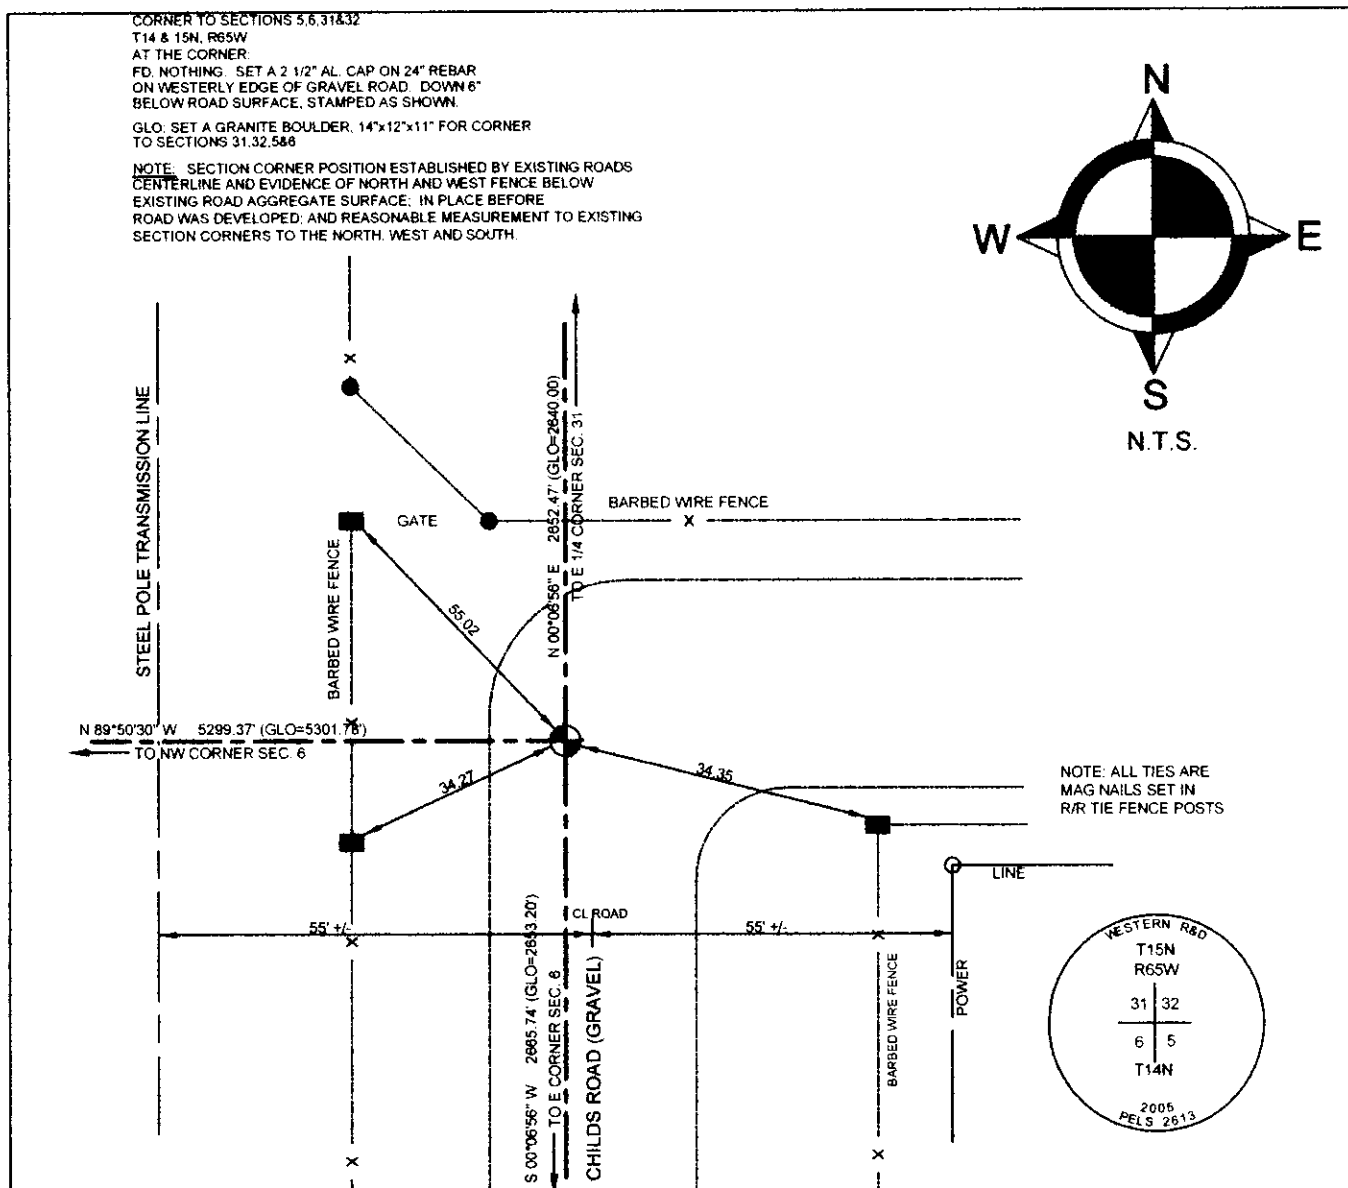 CORNER TO SECTIONS 5,6,31&32
T14 & 15N, R65W
AT THE CORNER:
FD. NOTHING. SET A 2 1/2" AL. CAP ON 24" REBAR
ON WESTERLY EDGE OF GRAVEL ROAD. DOWN 6"
BELOW ROAD SURFACE, STAMPED AS SHOWN.
GLO: SET A GRANITE BOULDER, 14"x12"x11" FOR CORNER
TO SECTIONS 31,32,5&6
NOTE: SECTION CORNER POSITION ESTABLISHED BY EXISTING ROADS
CENTERLINE AND EVIDENCE OF NORTH AND WEST FENCE BELOW
EXISTING ROAD AGGREGATE SURFACE; IN PLACE BEFORE
ROAD WAS DEVELOPED; AND REASONABLE MEASUREMENT TO EXISTING
SECTION CORNERS TO THE NORTH, WEST AND SOUTH.
N
W
E
S
N.T.S.
STEEL POLE TRANSMISSION LINE
BARBED WIRE FENCE
GATE
N 00°06'56" E 2652.47' (GLO=2640.00)
TO E 1/4 CORNER SEC. 31
BARBED WIRE FENCE
55.02
N 89°50'30" W 5299.37' (GLO=5301.78')
TO NW CORNER SEC. 6
34.27
34.35
NOTE: ALL TIES ARE
MAG NAILS SET IN
R/R TIE FENCE POSTS
LINE
POWER
55' +/-
CL ROAD
55' +/-
S 00°06'56" W 2665.74' (GLO=2653.20')
TO E CORNER SEC. 6
CHILDS ROAD (GRAVEL)
BARBED WIRE FENCE
WESTERN R&D
T15N
R65W
31 32
6 5
T14N
2005
PELS 2613